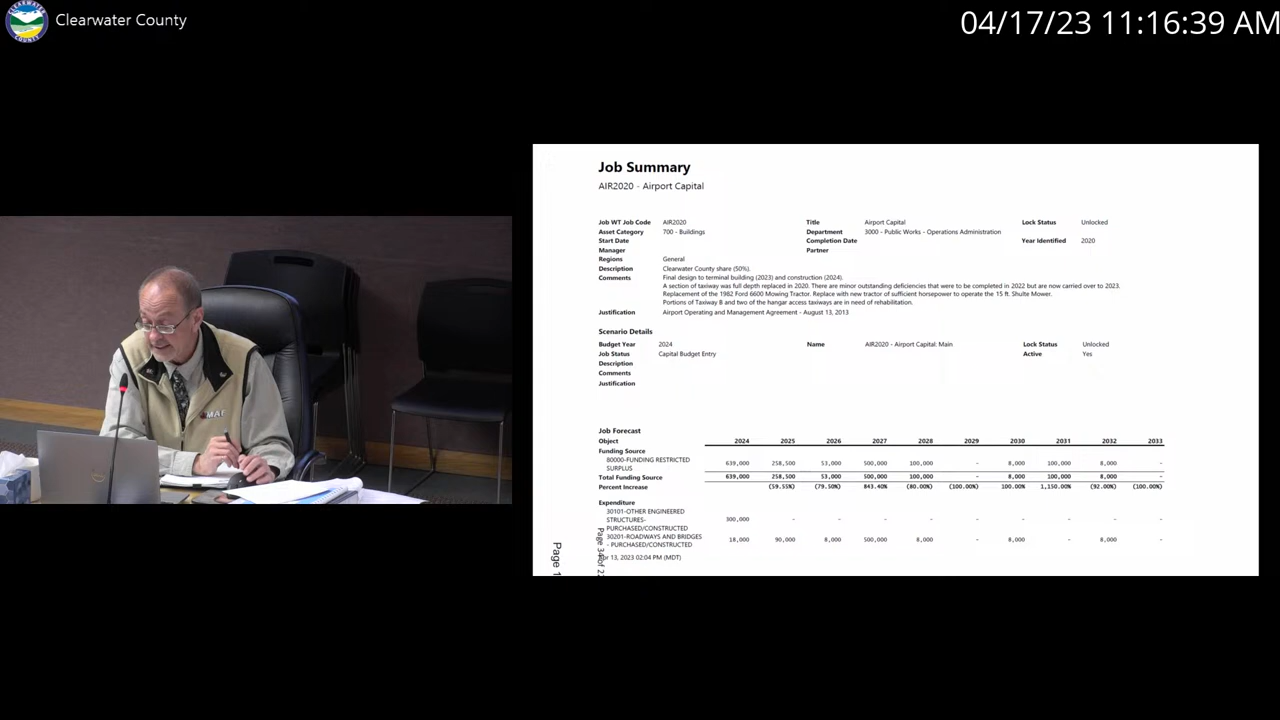 Clearwater County
04/17/23 11:16:39 AM
Job Summary
AIR2020 - Airport Capital
Job WT Job Code AIR2020 Title Airport Capital Lock Status Unlocked
Asset Category 700 - Buildings Department 3000 - Public Works - Operations Administration
Start Date Completion Date Year Identified 2020
Manager Partner
Regions General
Description Clearwater County share (50%).
Comments Final design to terminal building (2023) and construction (2024).
A section of taxiway was full depth replaced in 2020. There are minor outstanding deficiencies that were to be completed in 2022 but are now carried over to 2023.
Replacement of the 1982 Ford 6600 Mowing Tractor. Replace with new tractor of sufficient horsepower to operate the 15 ft. Shulte Mower.
Portions of Taxiway B and two of the hangar access taxiways are in need of rehabilitation.
Justification Airport Operating and Management Agreement - August 13, 2013
Scenario Details
Budget Year 2024 Name AIR2020 - Airport Capital: Main Lock Status Unlocked
Job Status Capital Budget Entry Active Yes
Description
Comments
Justification
Job Forecast
Object 2024 2025 2026 2027 2028 2029 2030 2031 2032 2033
Funding Source
80000-FUNDING RESTRICTED
SURPLUS 639,000 258,500 53,000 500,000 100,000 - 8,000 100,000 8,000 -
Total Funding Source 639,000 258,500 53,000 500,000 100,000 - 8,000 100,000 8,000 -
Percent Increase (59.55%) (79.50%) 843.40% (80.00%) (100.00%) 100.00% 1,150.00% (92.00%) (100.00%)
Expenditure
30101-OTHER ENGINEERED
STRUCTURES-
PURCHASED/CONSTRUCTED 300,000 - - - - - - - - -
30201-ROADWAYS AND BRIDGES
- PURCHASED/CONSTRUCTED 18,000 90,000 8,000 500,000 8,000 - 8,000 - 8,000 -
Apr 13, 2023 02:04 PM (MDT)
Page 34 of 22
Page 1